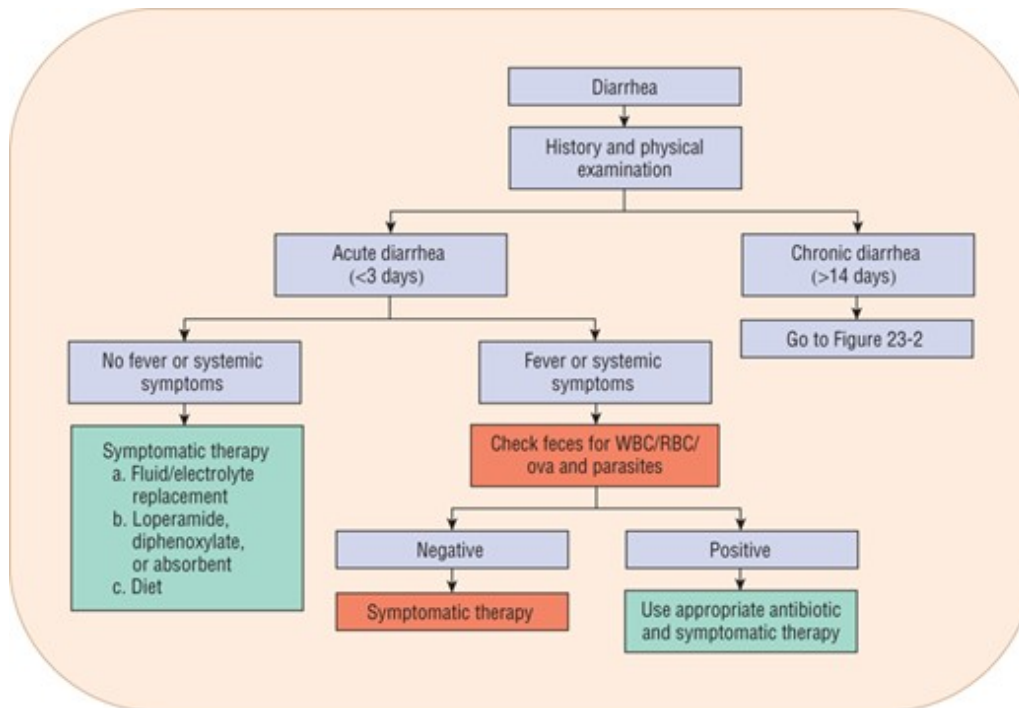 Diarrhea
History and physical
examination
Acute diarrhea
(<3 days)
Chronic diarrhea
(>14 days)
Go to Figure 23-2
No fever or systemic
symptoms
Fever or systemic
symptoms
Symptomatic therapy
a. Fluid/electrolyte
replacement
b. Loperamide,
diphenoxylate,
or absorbent
c. Diet
Check feces for WBC/RBC/
ova and parasites
Negative
Positive
Symptomatic therapy
Use appropriate antibiotic
and symptomatic therapy